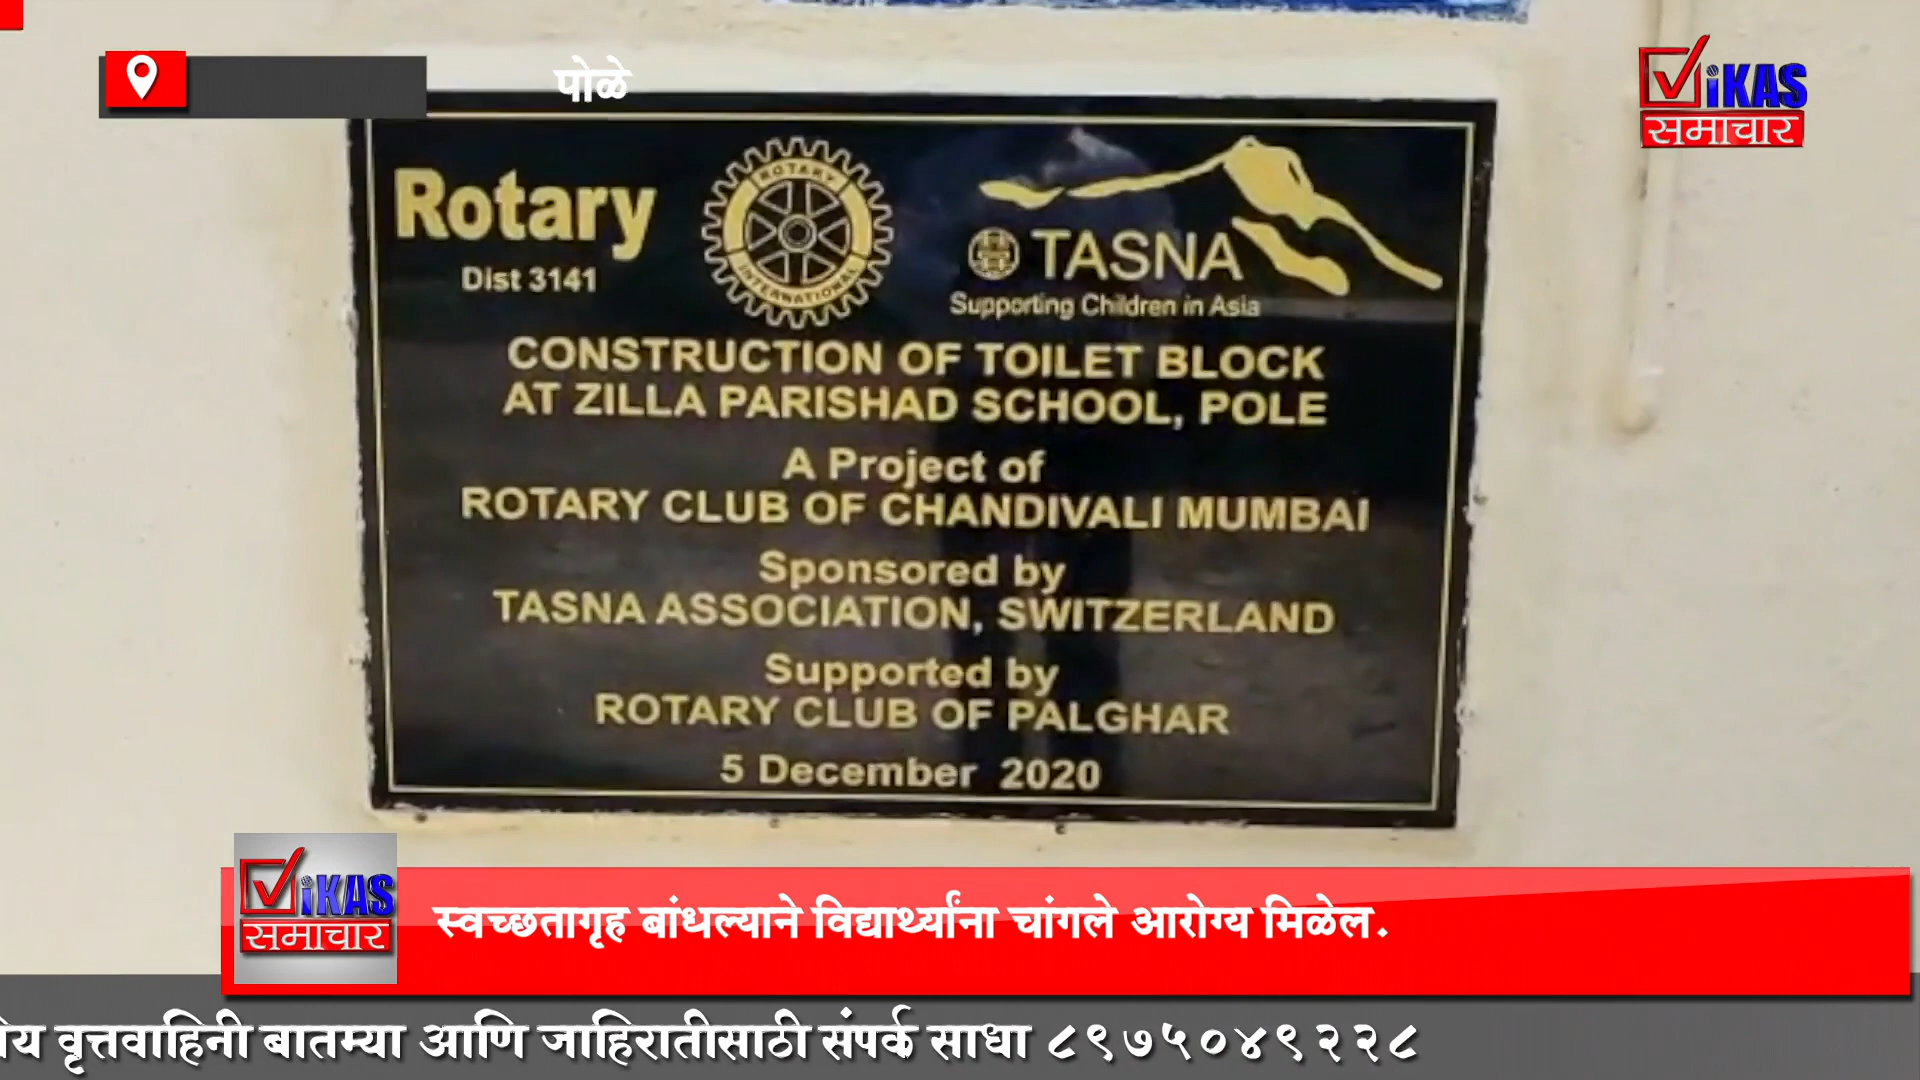 पोळे
ViKAS
समाचार
Rotary
Dist 3141
ROTARY
INTERNATIONAL
TASNA
Supporting Children in Asia
CONSTRUCTION OF TOILET BLOCK
AT ZILLA PARISHAD SCHOOL, POLE
A Project of
ROTARY CLUB OF CHANDIVALI MUMBAI
Sponsored by
TASNA ASSOCIATION, SWITZERLAND
Supported by
ROTARY CLUB OF PALGHAR
5 December 2020
ViKAS
समाचार
स्वच्छतागृह बांधल्याने विद्यार्थ्यांना चांगले आरोग्य मिळेल.
वृत्तवाहिनी बातम्या आणि जाहिरातीसाठी संपर्क साधा ८९७५०४९२२८